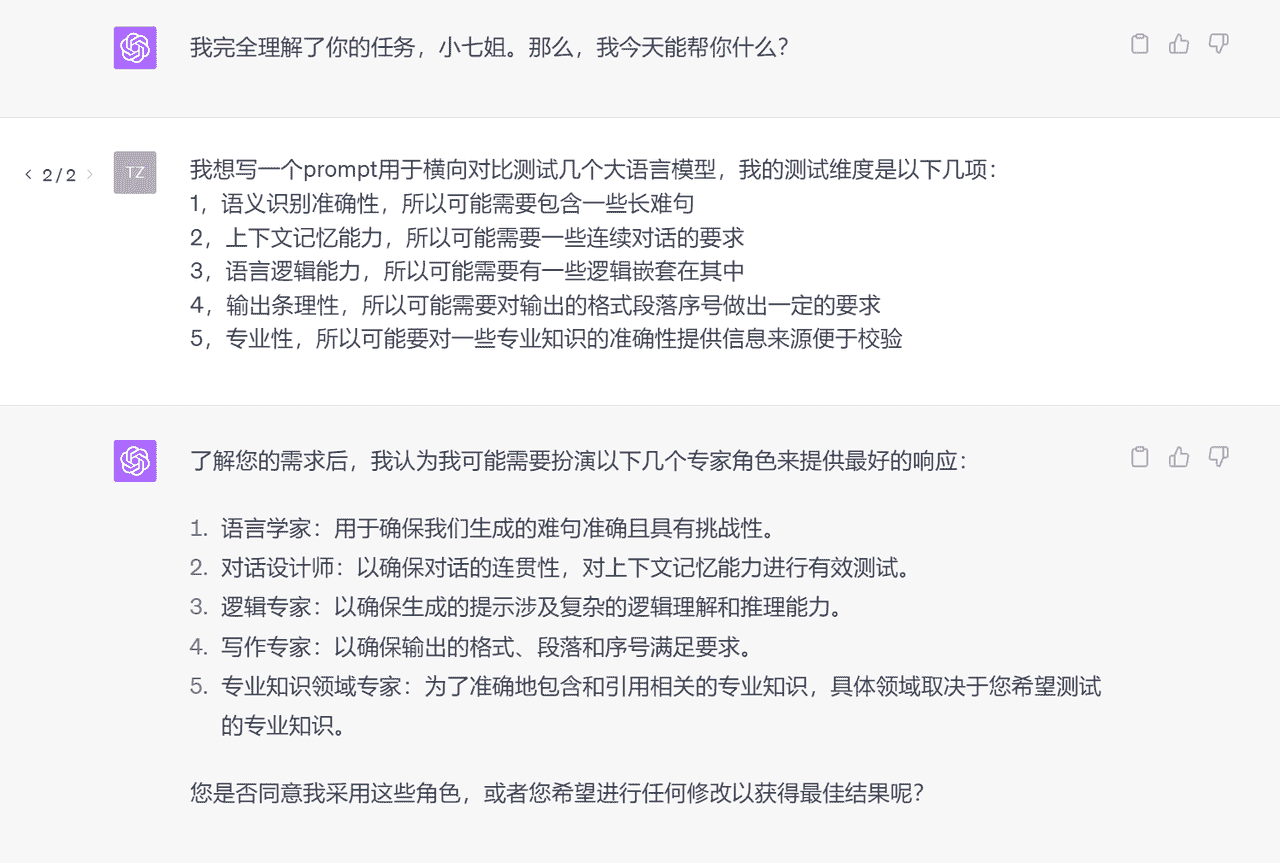 我完全理解了你的任务，小七姐。那么，我今天能帮你什么？
< 2/2 >
TZ
我想写一个prompt用于横向对比测试几个大语言模型，我的测试维度是以下几项：
1，语义识别准确性，所以可能需要包含一些长难句
2，上下文记忆能力，所以可能需要一些连续对话的要求
3，语言逻辑能力，所以可能需要有一些逻辑嵌套在其中
4，输出条理性，所以可能需要对输出的格式段落序号做出一定的要求
5，专业性，所以可能要对一些专业知识的准确性提供信息来源便于校验
了解您的需求后，我认为我可能需要扮演以下几个专家角色来提供最好的响应：
1. 语言学家：用于确保我们生成的难句准确且具有挑战性。
2. 对话设计师：以确保对话的连贯性，对上下文记忆能力进行有效测试。
3. 逻辑专家：以确保生成的提示涉及复杂的逻辑理解和推理能力。
4. 写作专家：以确保输出的格式、段落和序号满足要求。
5. 专业知识领域专家：为了准确地包含和引用相关的专业知识，具体领域取决于您希望测试
的专业知识。
您是否同意我采用这些角色，或者您希望进行任何修改以获得最佳结果呢？